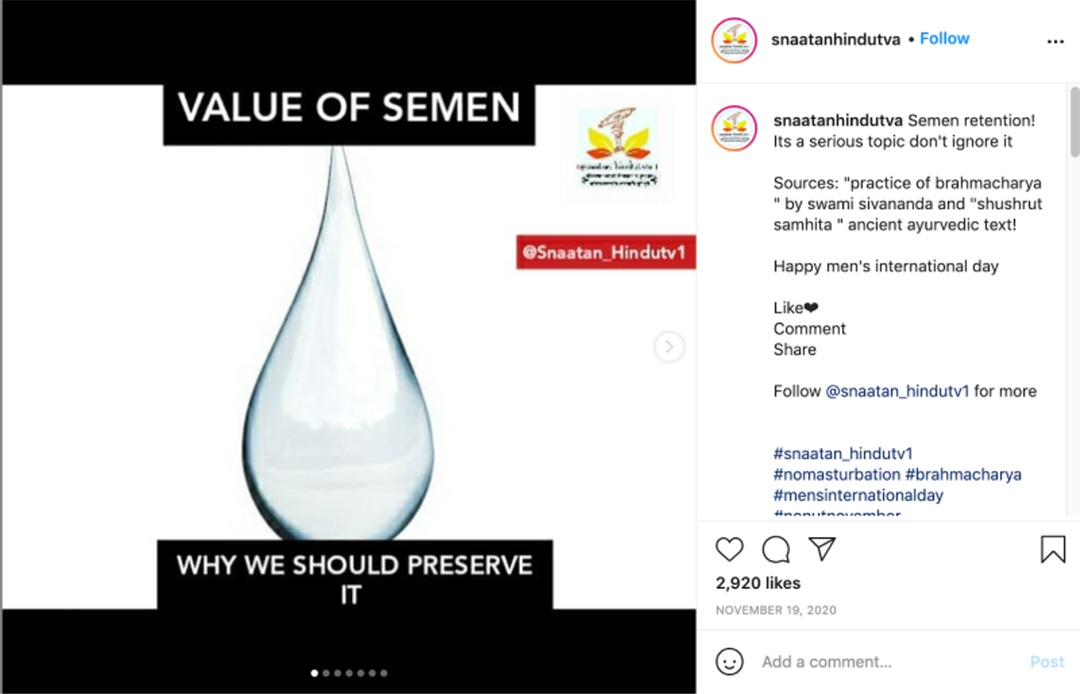 VALUE OF SEMEN
@Snaatan_Hindutv1
WHY WE SHOULD PRESERVE
IT
snaatanhindutva • Follow
snaatanhindutva Semen retention!
Its a serious topic don't ignore it
Sources: "practice of brahmacharya
" by swami sivananda and "shushrut
samhita " ancient ayurvedic text!
Happy men's international day
Like❤
Comment
Share
Follow @snaatan_hindutv1 for more
#snaatan_hindutv1
#nomasturbation #brahmacharya
#mensinternationalday
#nonutnovember
2,920 likes
NOVEMBER 19, 2020
Add a comment...
Post